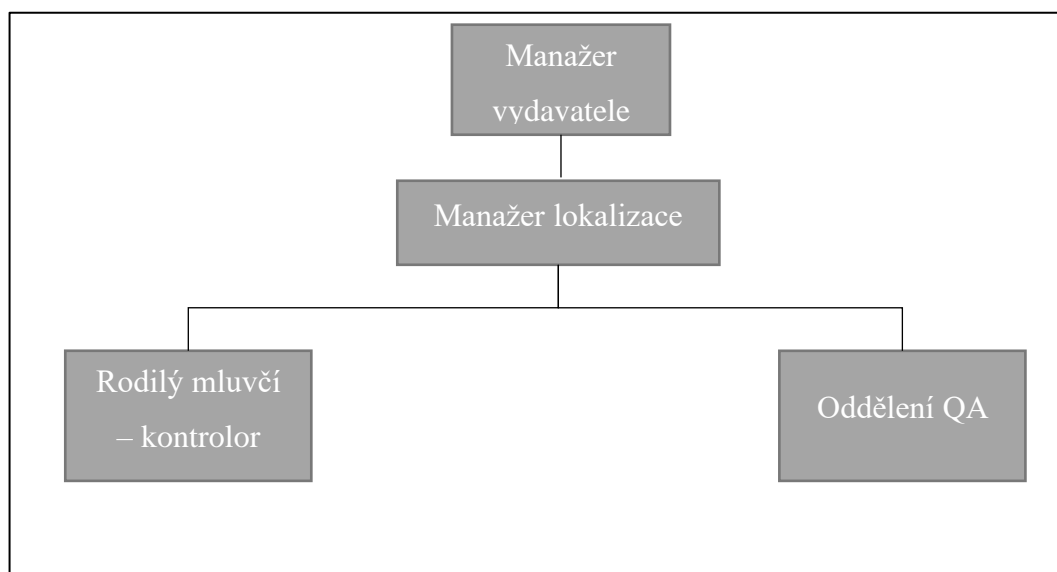 Manažer
vydavatele
Manažer lokalizace
Rodilý mluvčí
– kontrolor
Oddělení QA